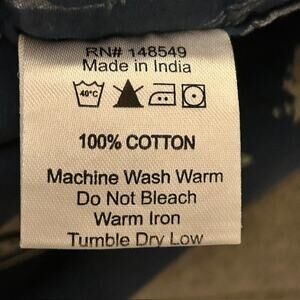 RN# 148549
Made in India
40°C
100% COTTON
Machine Wash Warm
Do Not Bleach
Warm Iron
Tumble Dry Low